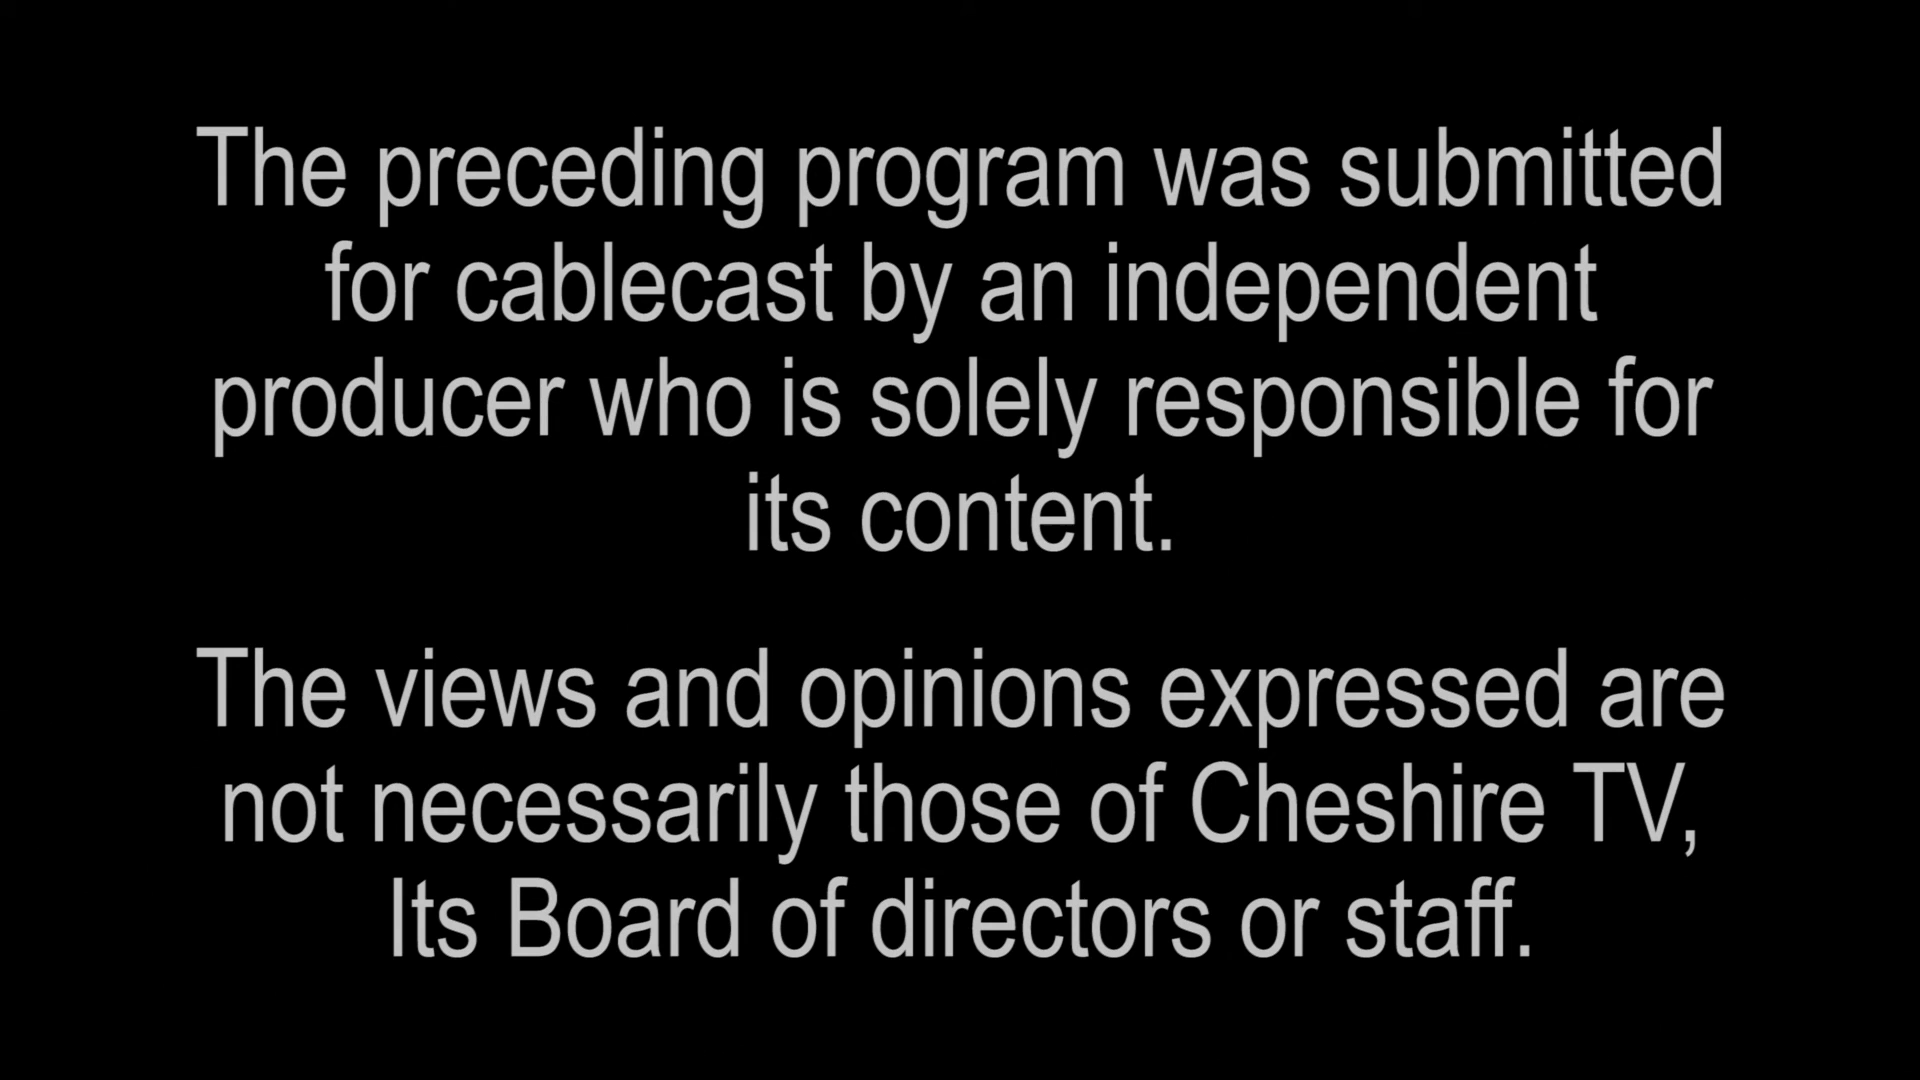 The preceding program was submitted
for cablecast by an independent
producer who is solely responsible for
its content.
The views and opinions expressed are
not necessarily those of Cheshire TV,
Its Board of directors or staff.